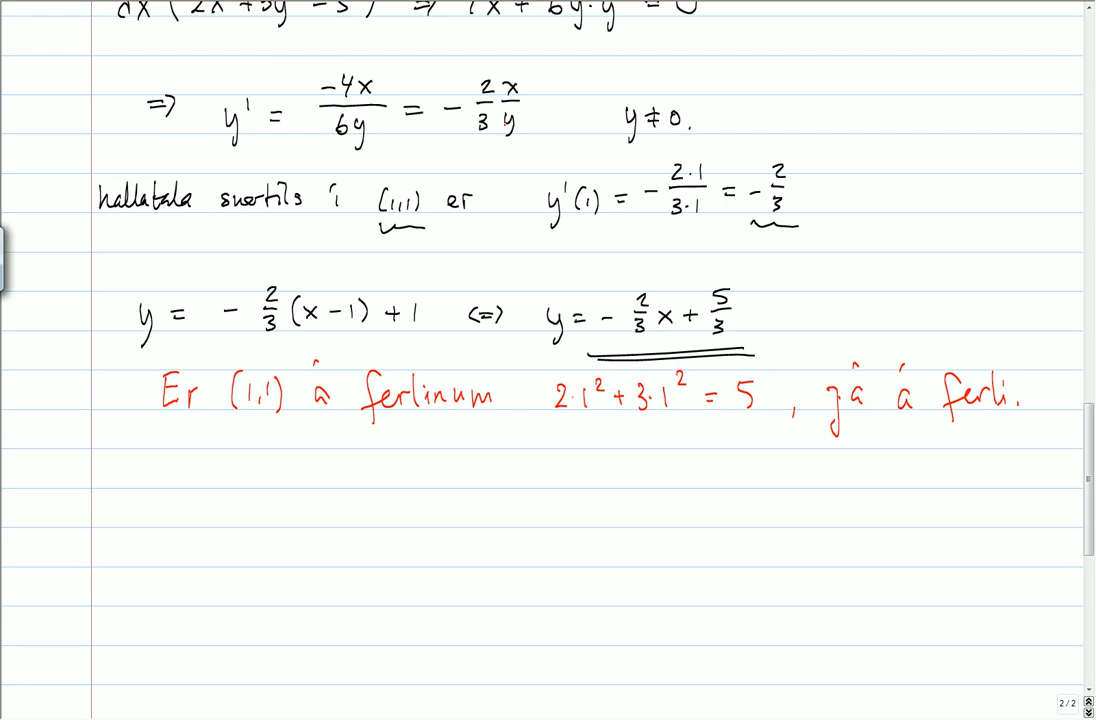 ⇒ y' = -4x/6y = - 2/3 x/y y ≠ 0.
hallatala snertils í (1,1) er y'(1) = - 2·1/3·1 = - 2/3
y = - 2/3 (x-1) + 1 <=> y = - 2/3 x + 5/3
Er (1,1) á ferlinum 2·1² + 3·1² = 5 , já á ferli.
2/2